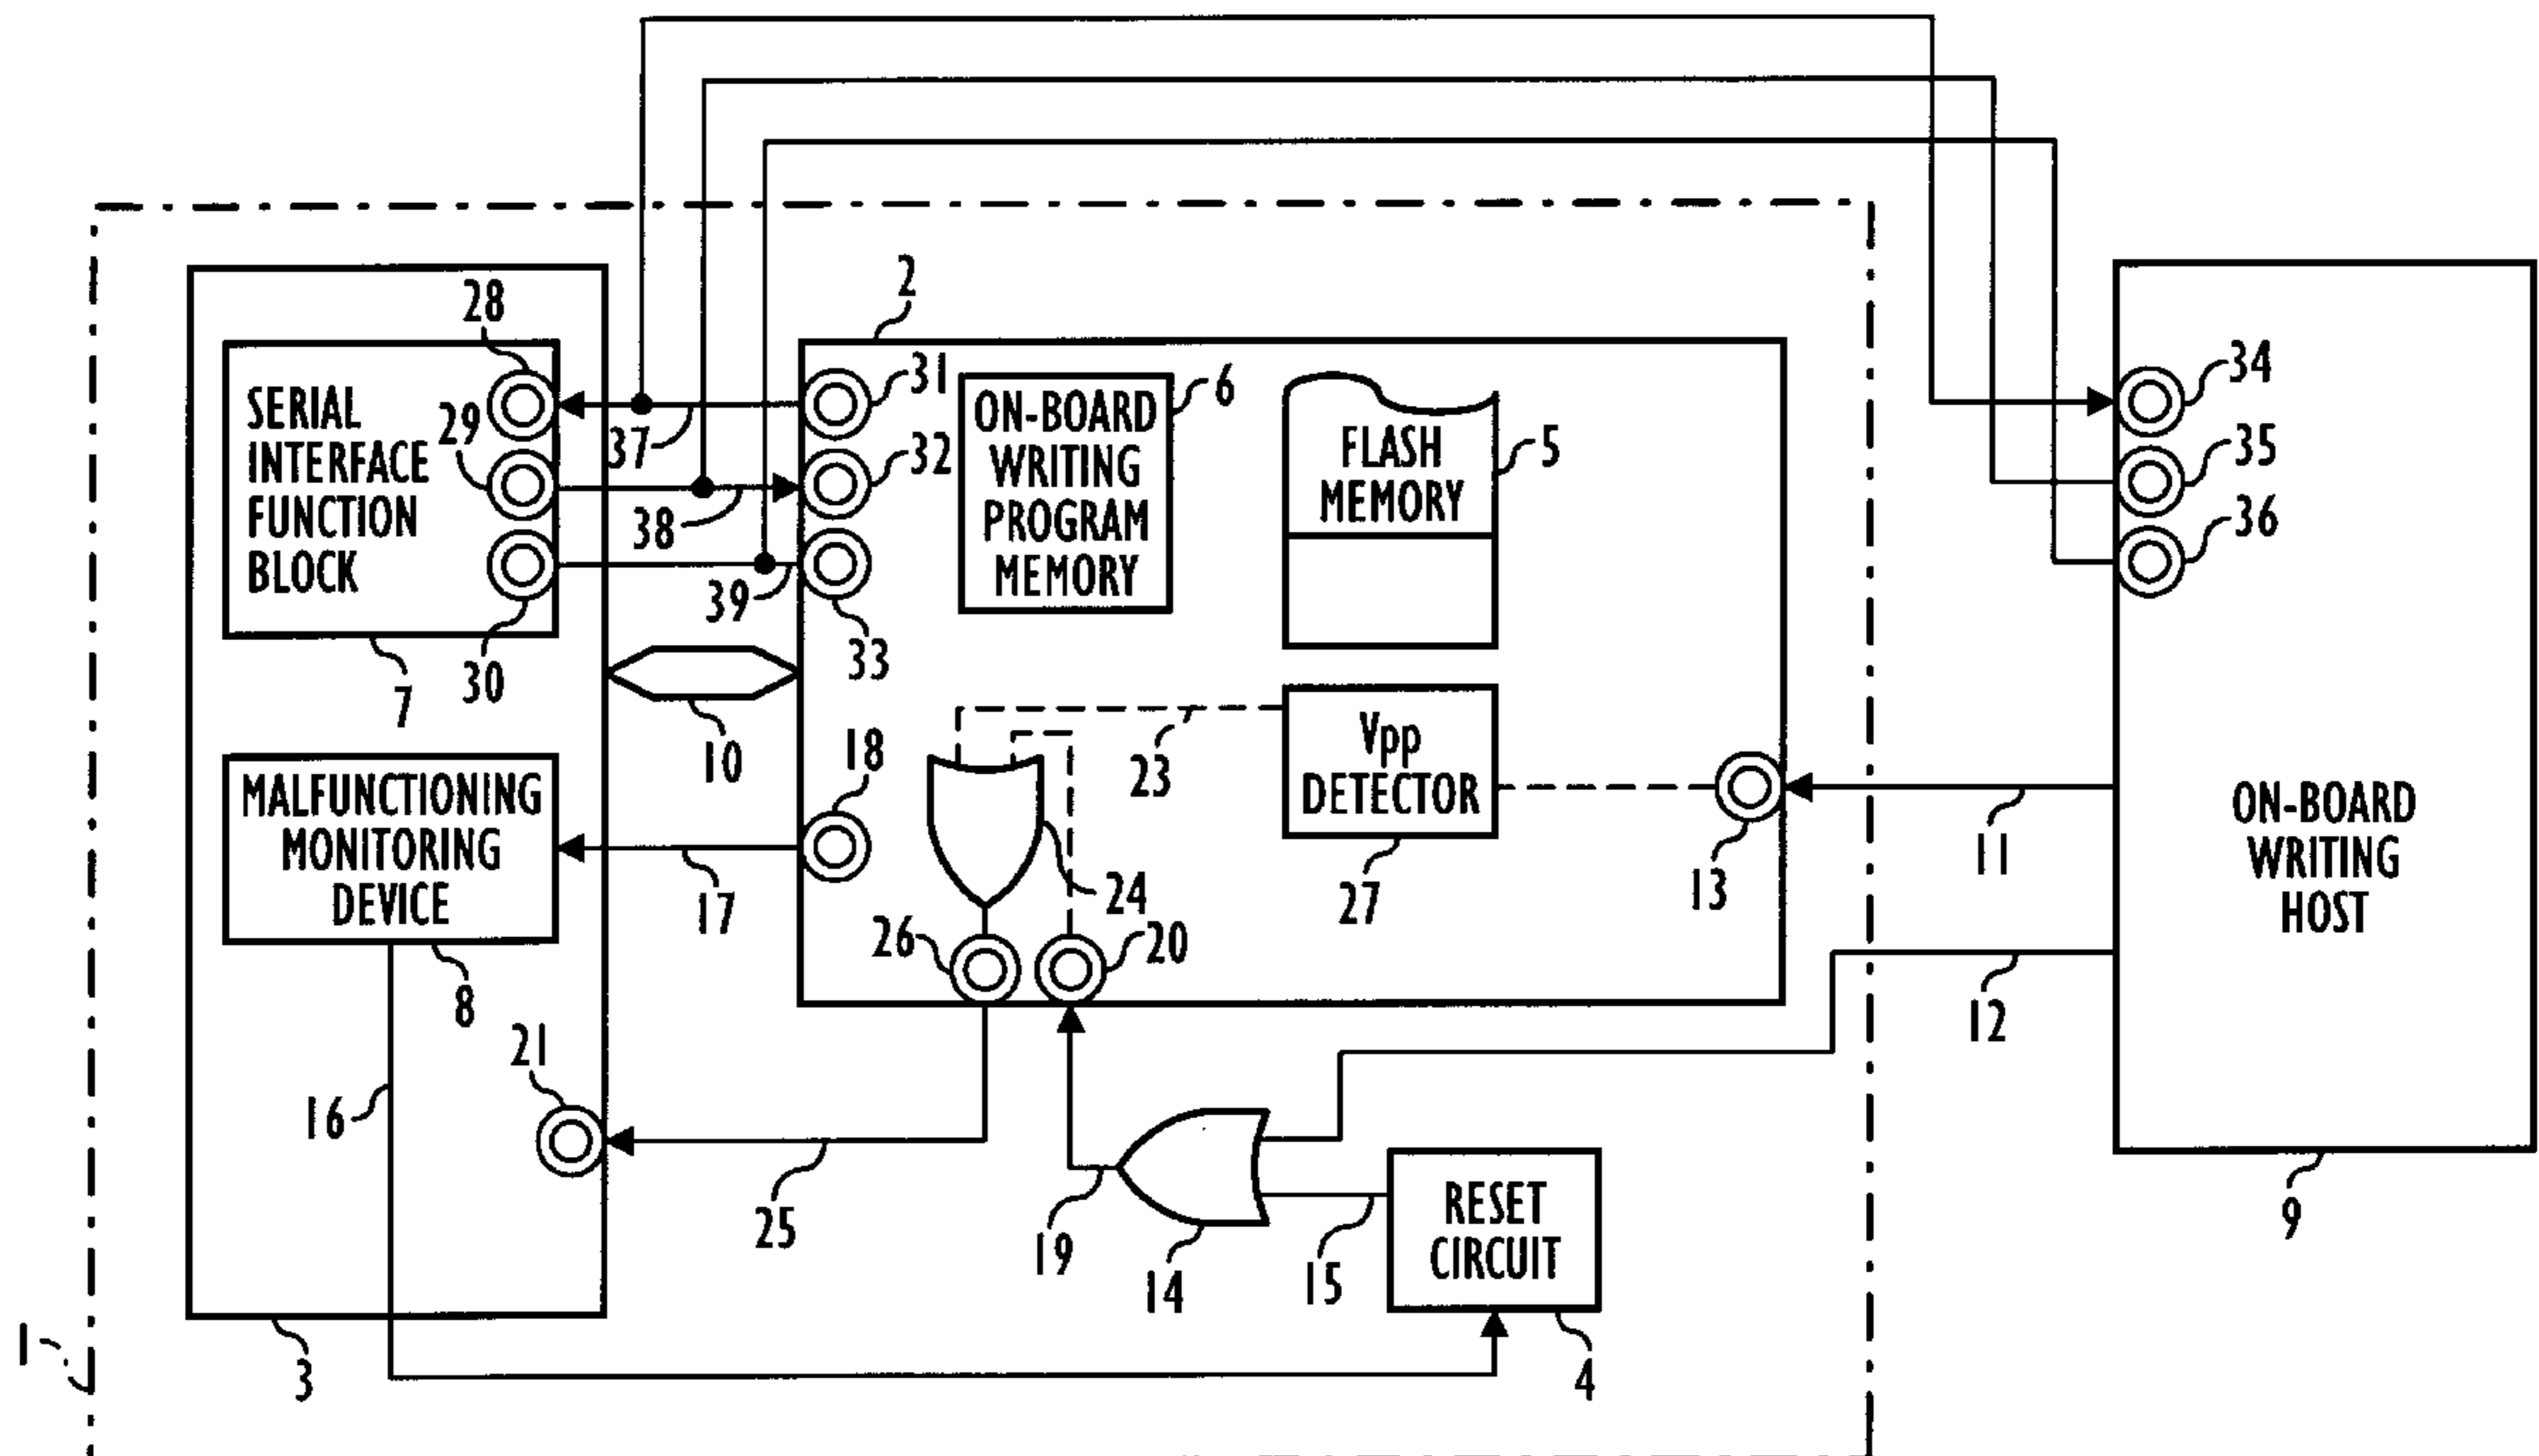 2
28
SERIAL
INTERFACE
FUNCTION
BLOCK
29
30
7
37
38
39
31
32
33
ON-BOARD
WRITING
PROGRAM
MEMORY
6
FLASH
MEMORY
5
34
35
36
10
MALFUNCTIONING
MONITORING
DEVICE
8
18
17
23
24
Vpp
DETECTOR
27
13
11
ON-BOARD
WRITING
HOST
26
20
12
21
16
25
19
14
15
RESET
CIRCUIT
4
9
1
3